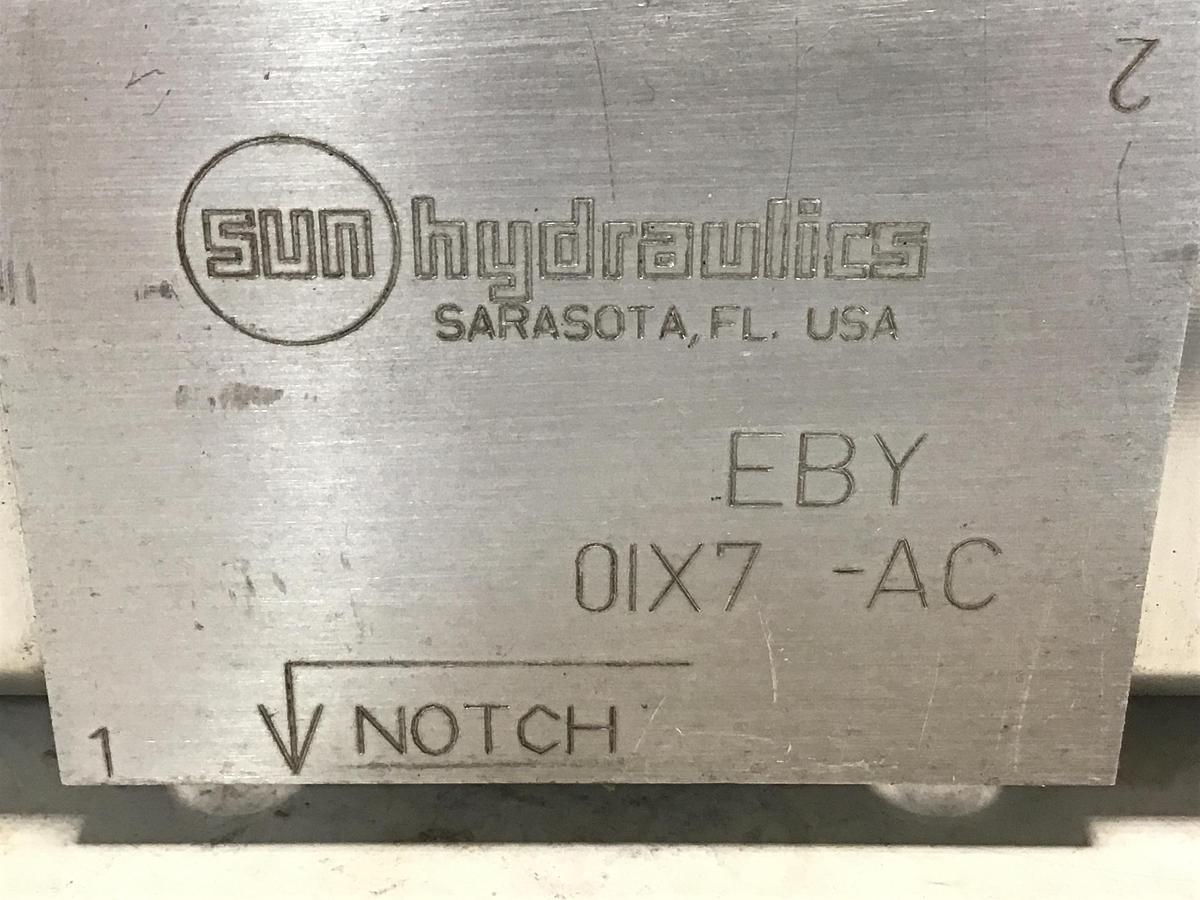 2
sun hydraulics
SARASOTA, FL. USA
EBY
01X7 -AC
NOTCH
1